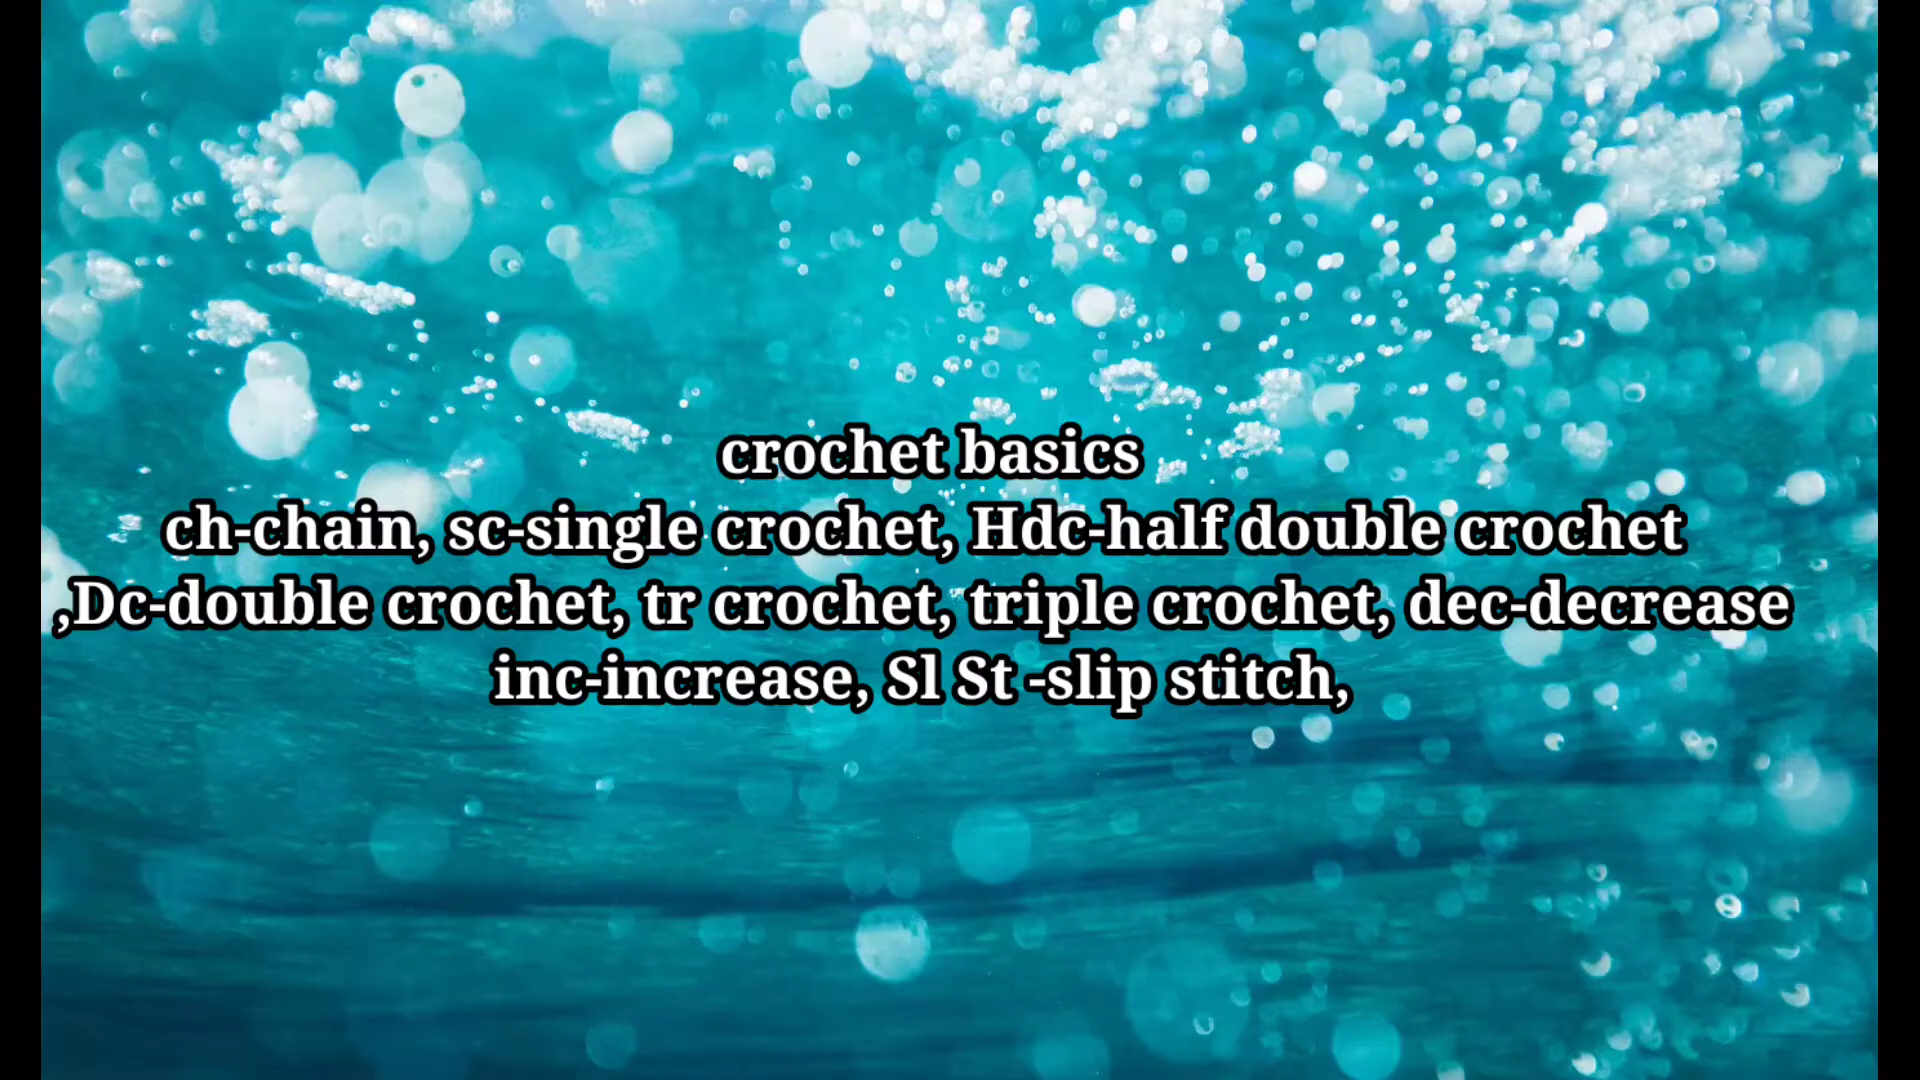 crochet basics
ch-chain, sc-single crochet, Hdc-half double crochet
,Dc-double crochet, tr crochet, triple crochet, dec-decrease
inc-increase, Sl St -slip stitch,